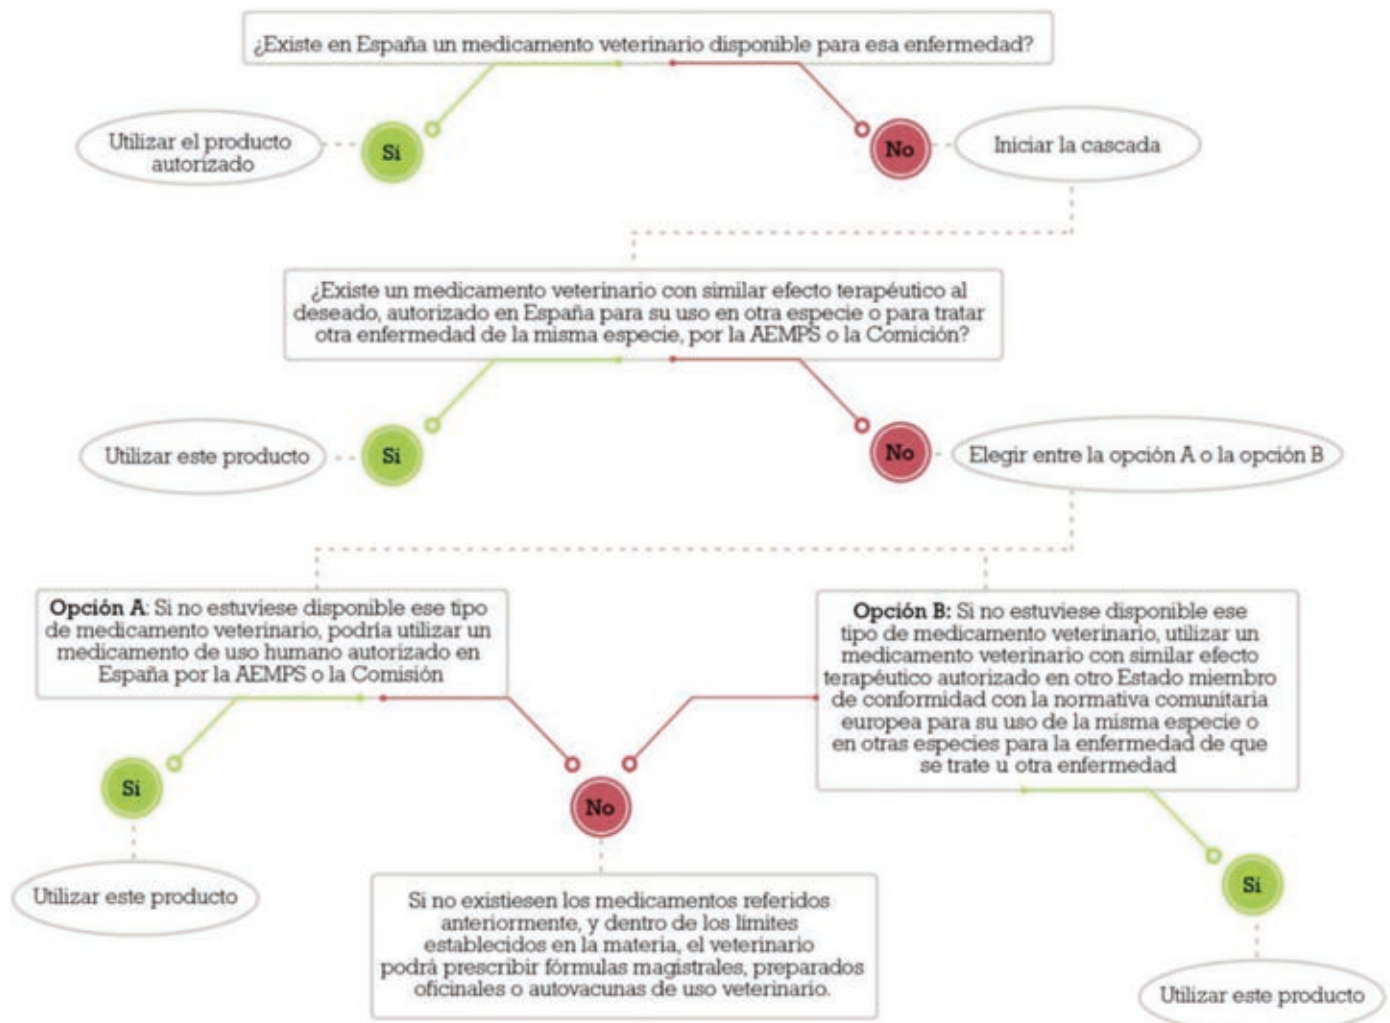 ¿Existe en España un medicamento veterinario disponible para esa enfermedad?
Utilizar el producto
autorizado
Sí
No
Iniciar la cascada
¿Existe un medicamento veterinario con similar efecto terapéutico al
deseado, autorizado en España para su uso en otra especie o para tratar
otra enfermedad de la misma especie, por la AEMPS o la Comición?
Utilizar este producto
Sí
No
Elegir entre la opción A o la opción B
Opción A: Si no estuviese disponible ese tipo
de medicamento veterinario, podría utilizar un
medicamento de uso humano autorizado en
España por la AEMPS o la Comisión
Opción B: Si no estuviese disponible ese
tipo de medicamento veterinario, utilizar un
medicamento veterinario con similar efecto
terapéutico autorizado en otro Estado miembro
de conformidad con la normativa comunitaria
europea para su uso de la misma especie o
en otras especies para la enfermedad de que
se trate u otra enfermedad
Sí
No
Sí
Utilizar este producto
Si no existiesen los medicamentos referidos
anteriormente, y dentro de los límites
establecidos en la materia, el veterinario
podrá prescribir fórmulas magistrales, preparados
oficinales o autovacunas de uso veterinario.
Utilizar este producto